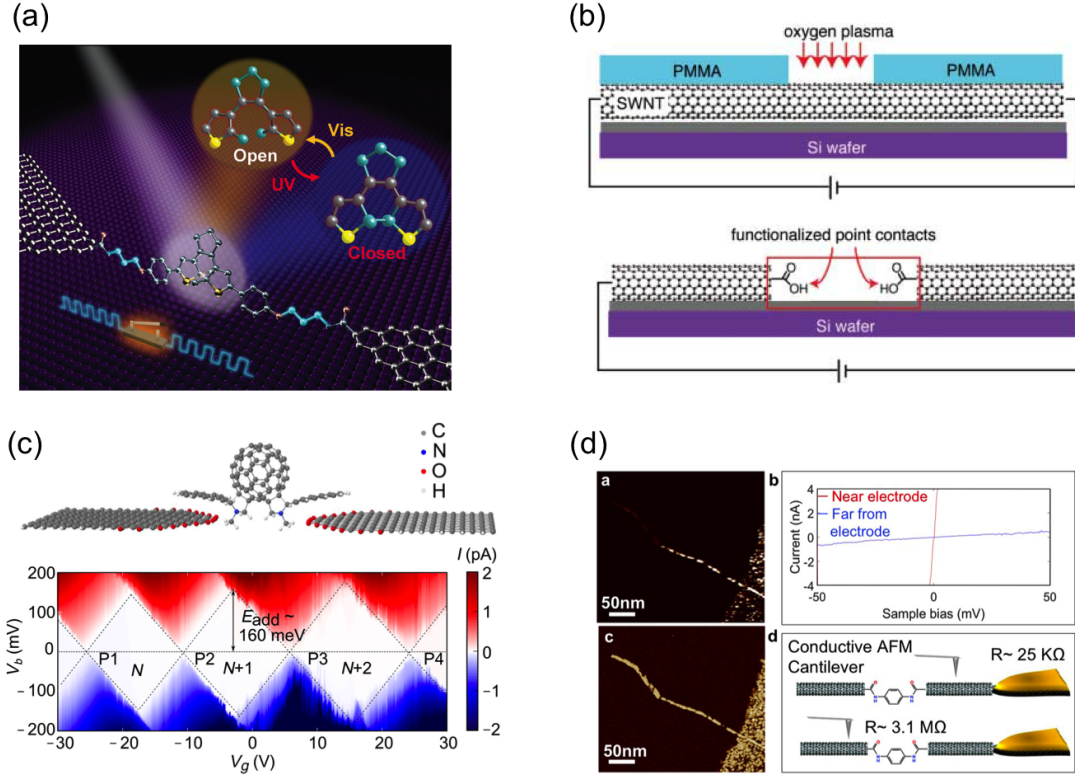 (a)
Open
Vis
UV
Closed
(b)
oxygen plasma
PMMA
PMMA
SWNT
Si wafer
functionalized point contacts
O
OH
O
HO
Si wafer
(c)
C
N
O
H
I (pA)
200
100
0
-100
-200
V_b (mV)
E_add ~
160 meV
P1
N
P2
N+1
P3
N+2
P4
2
1
0
-1
-2
-30
-20
-10
0
10
20
30
V_g (V)
(d)
a
50nm
b
4
2
0
-2
-4
Current (nA)
Near electrode
Far from
electrode
-50
0
50
Sample bias (mV)
c
50nm
d
Conductive AFM
Cantilever
R~ 25 KΩ
R~ 3.1 MΩ